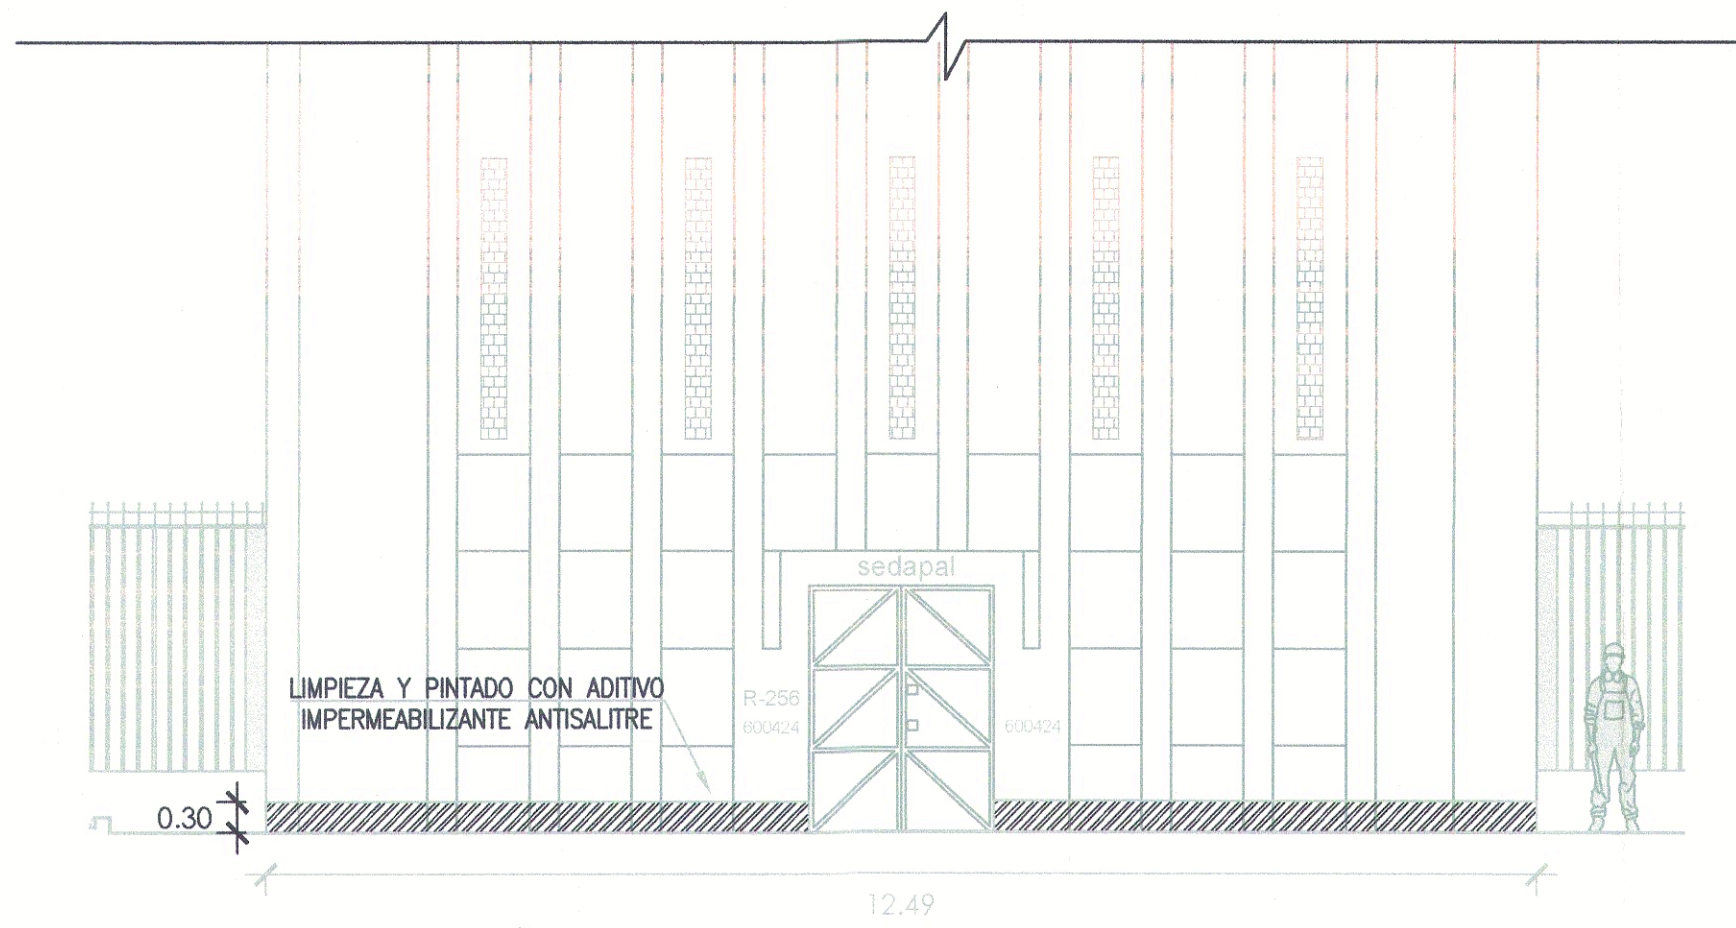 sedapal
LIMPIEZA Y PINTADO CON ADITIVO
IMPERMEABILIZANTE ANTISALITRE
R-256
600424
600424
0.30
12.49